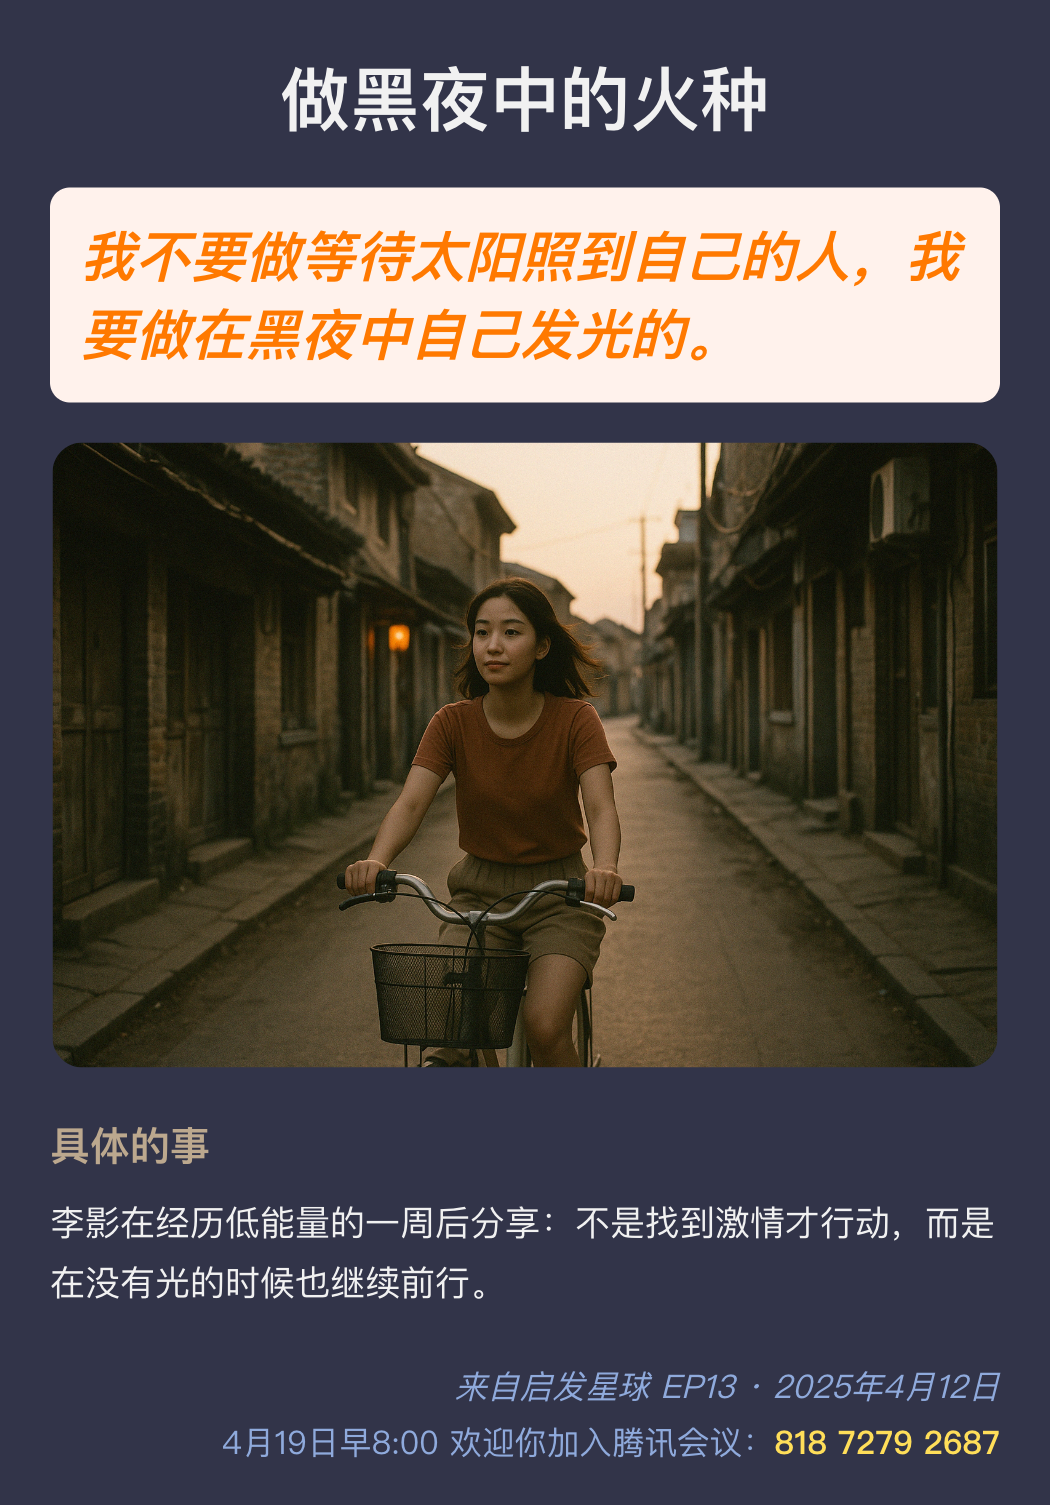 做黑夜中的火种
我不要做等待太阳照到自己的人，我
要做在黑夜中自己发光的。
具体的事
李影在经历低能量的一周后分享：不是找到激情才行动，而是
在没有光的时候也继续前行。
来自启发星球 EP13 · 2025年4月12日
4月19日早8:00 欢迎你加入腾讯会议：818 7279 2687